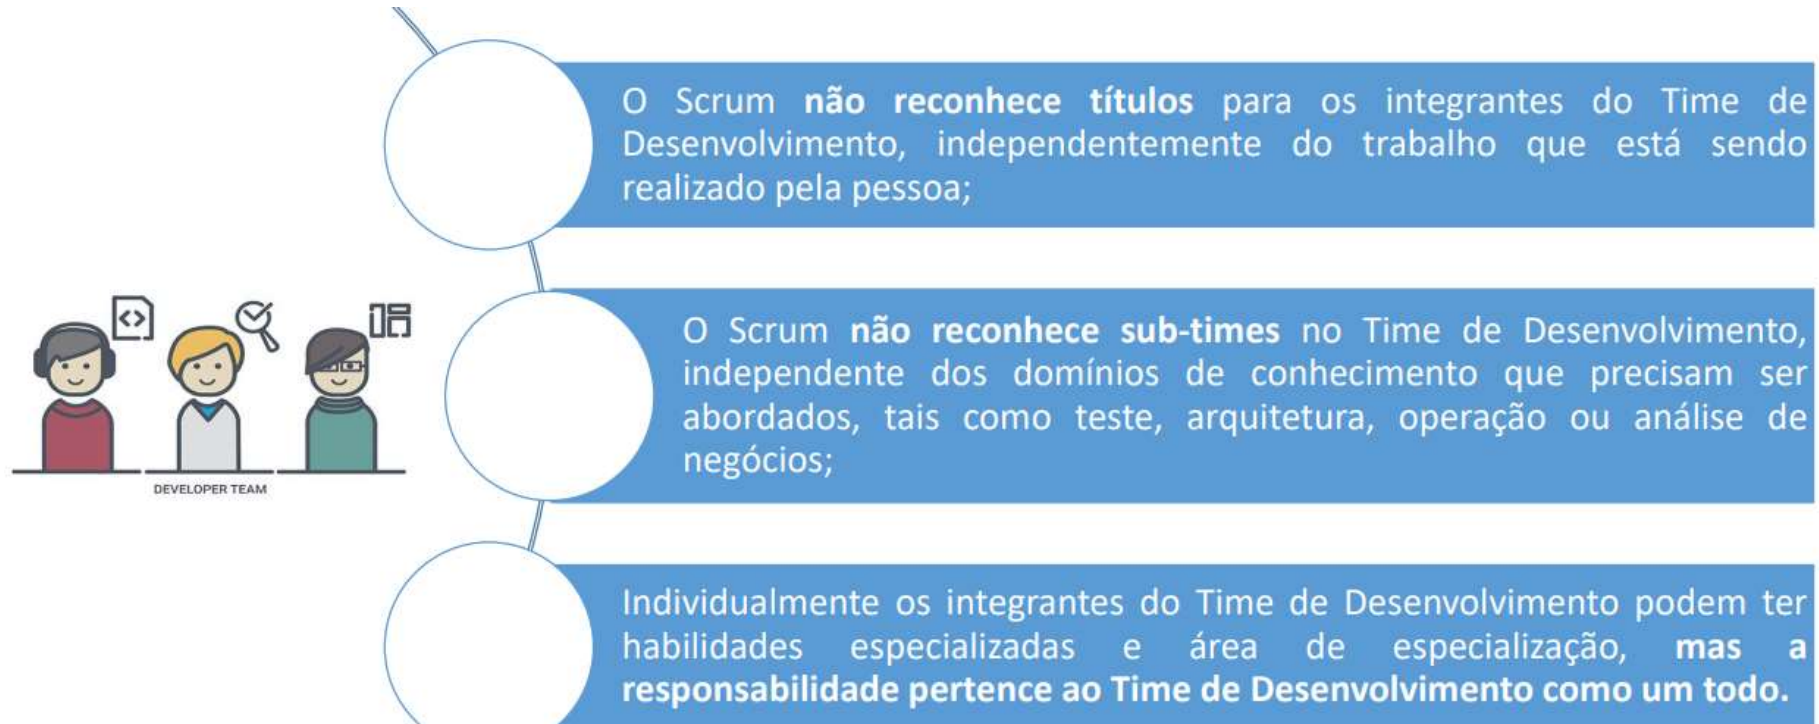 O Scrum não reconhece títulos para os integrantes do Time de
Desenvolvimento, independentemente do trabalho que está sendo
realizado pela pessoa;
O Scrum não reconhece sub-times no Time de Desenvolvimento,
independente dos domínios de conhecimento que precisam ser
abordados, tais como teste, arquitetura, operação ou análise de
negócios;
DEVELOPER TEAM
Individualmente os integrantes do Time de Desenvolvimento podem ter
habilidades especializadas e área de especialização, mas a
responsabilidade pertence ao Time de Desenvolvimento como um todo.